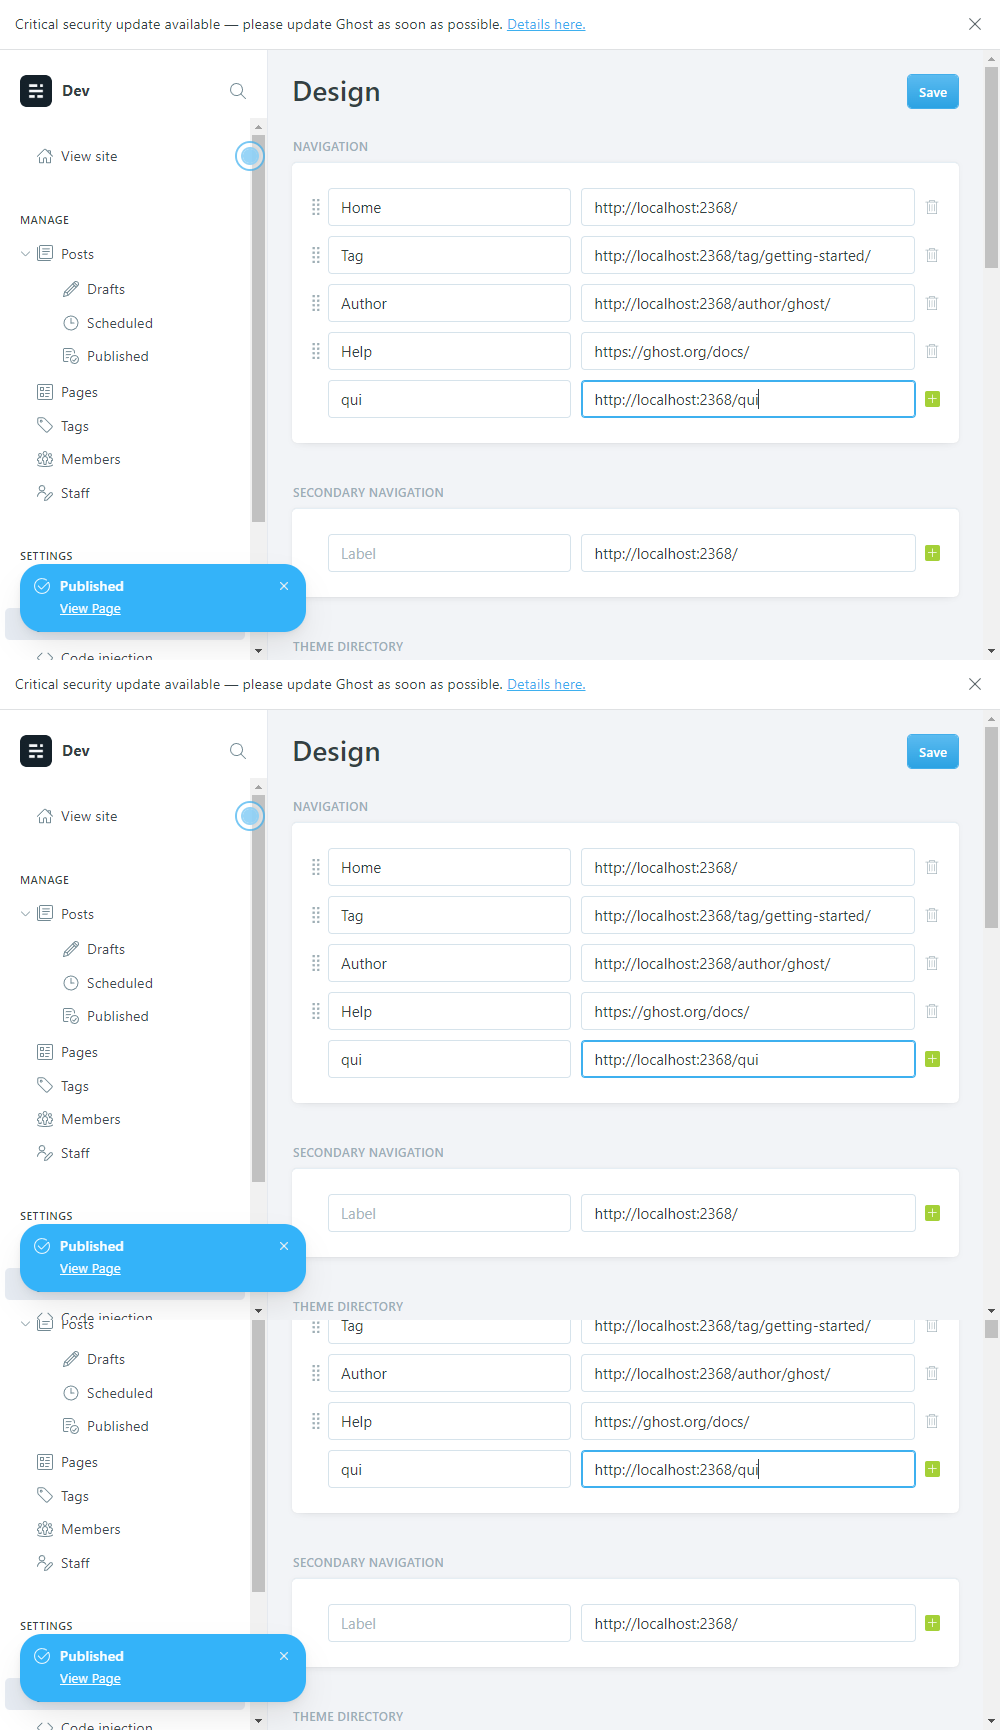 Critical security update available — please update Ghost as soon as possible. Details here.
Dev
Design
Save
View site
NAVIGATION
Home
http://localhost:2368/
MANAGE
Tag
http://localhost:2368/tag/getting-started/
Posts
Author
http://localhost:2368/author/ghost/
Drafts
Help
https://ghost.org/docs/
Scheduled
qui
http://localhost:2368/qui
Published
Pages
Tags
Members
Staff
SECONDARY NAVIGATION
Label
http://localhost:2368/
SETTINGS
Published
View Page
THEME DIRECTORY
Code injection
Critical security update available — please update Ghost as soon as possible. Details here.
Dev
Design
Save
View site
NAVIGATION
Home
http://localhost:2368/
MANAGE
Tag
http://localhost:2368/tag/getting-started/
Posts
Author
http://localhost:2368/author/ghost/
Drafts
Help
https://ghost.org/docs/
Scheduled
qui
http://localhost:2368/qui
Published
Pages
Tags
Members
Staff
SECONDARY NAVIGATION
Label
http://localhost:2368/
SETTINGS
Published
View Page
THEME DIRECTORY
Code injection
Posts
Tag
http://localhost:2368/tag/getting-started/
Drafts
Author
http://localhost:2368/author/ghost/
Scheduled
Help
https://ghost.org/docs/
Published
qui
http://localhost:2368/qui
Pages
Tags
Members
Staff
SECONDARY NAVIGATION
Label
http://localhost:2368/
SETTINGS
Published
View Page
THEME DIRECTORY
Code injection